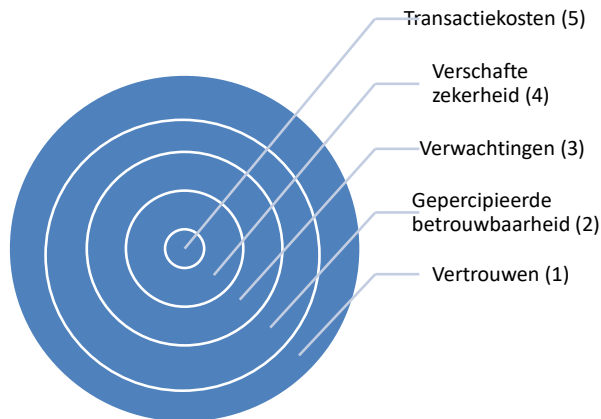 Transactiekosten (5)
Verschafte
zekerheid (4)
Verwachtingen (3)
Gepercipieerde
betrouwbaarheid (2)
Vertrouwen (1)